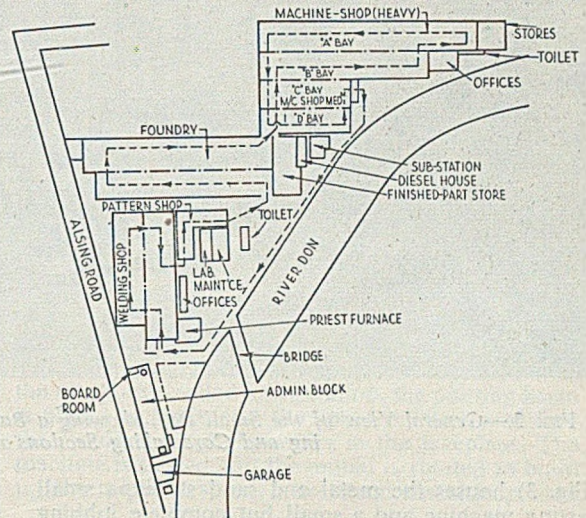 MACHINE-SHOP(HEAVY)
STORES
"A" BAY
TOILET
"B" BAY
OFFICES
"C" BAY
M/C SHOP MED.
"D" BAY
FOUNDRY
SUB-STATION
DIESEL HOUSE
FINISHED-PART STORE
PATTERN SHOP
TOILET
ALSING ROAD
WELDING SHOP
LAB
MAINT'CE
OFFICES
RIVER DON
PRIEST FURNACE
BRIDGE
BOARD
ROOM
ADMIN. BLOCK
GARAGE